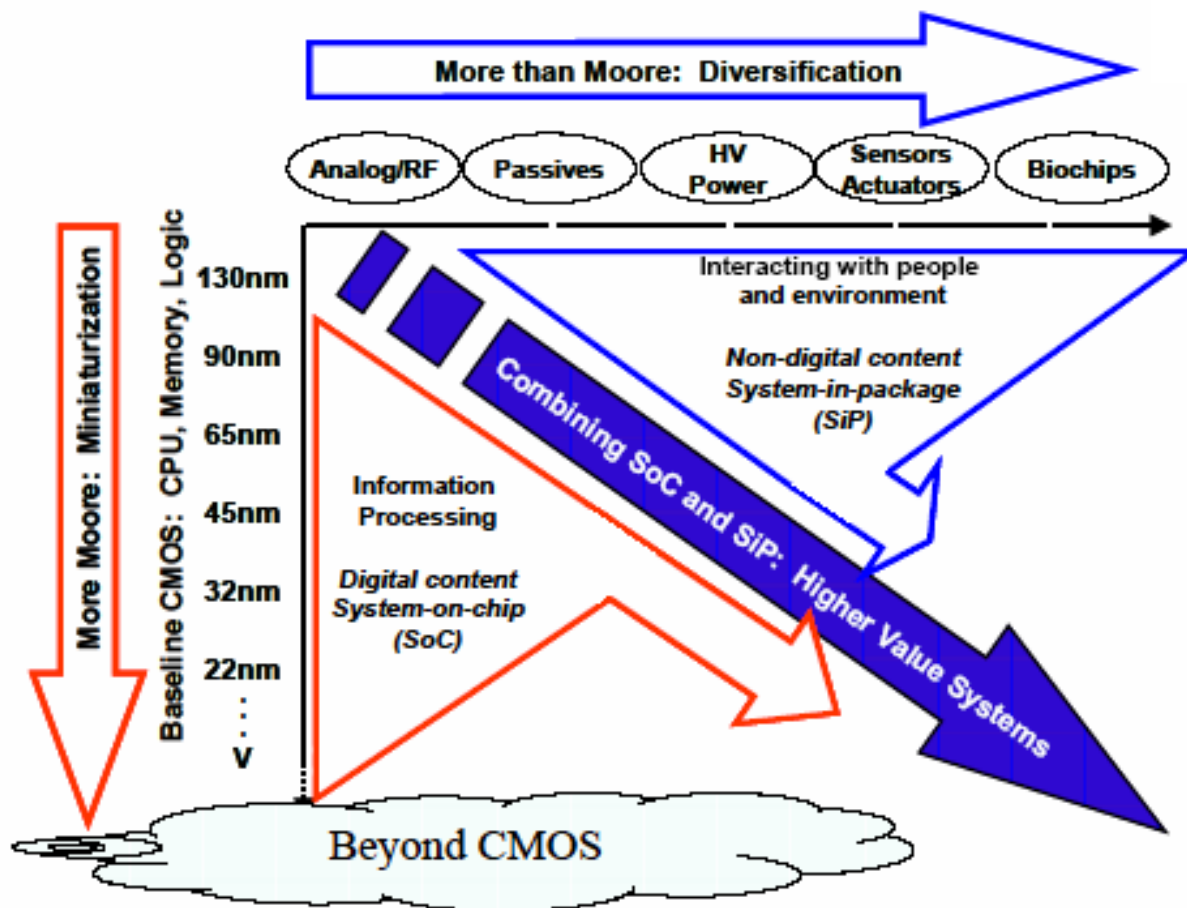 More than Moore: Diversification
Analog/RF
Passives
HV
Power
Sensors
Actuators
Biochips
More Moore: Miniaturization
Baseline CMOS: CPU, Memory, Logic
130nm
90nm
65nm
45nm
32nm
22nm
.
.
.
V
Interacting with people
and environment
Non-digital content
System-in-package
(SiP)
Combining SoC and SiP: Higher Value Systems
Information
Processing
Digital content
System-on-chip
(SoC)
Beyond CMOS